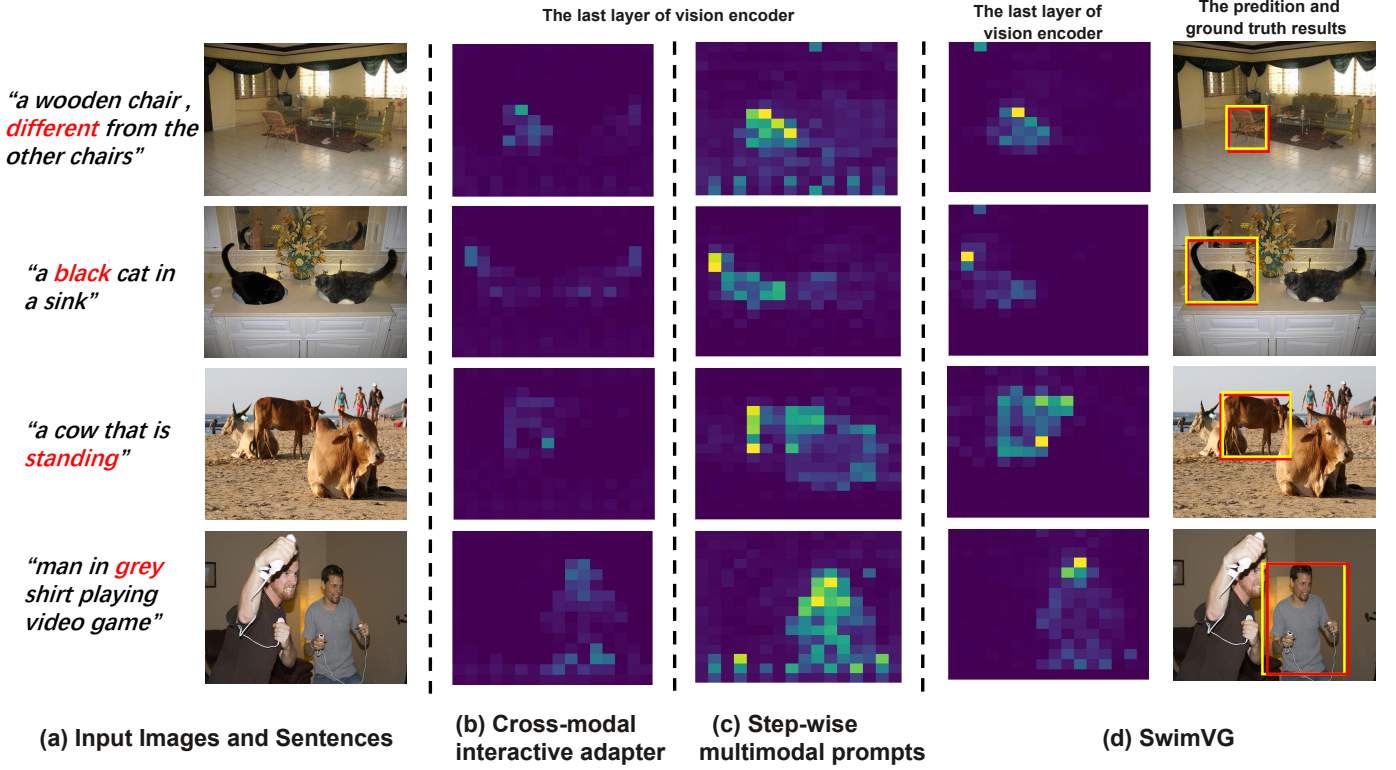 The last layer of vision encoder
The last layer of
vision encoder
The predition and
ground truth results
“a wooden chair ,
different from the
other chairs”
“a black cat in
a sink”
“a cow that is
standing”
“man in grey
shirt playing
video game”
(a) Input Images and Sentences
(b) Cross-modal
interactive adapter
(c) Step-wise
multimodal prompts
(d) SwimVG